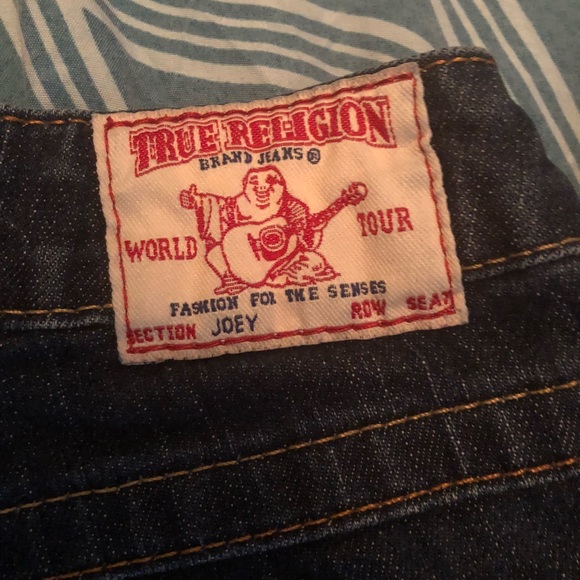 TRUE RELIGION
BRAND JEANS ®
WORLD TOUR
FASHION FOR THE SENSES
SECTION JOEY ROW SEAT